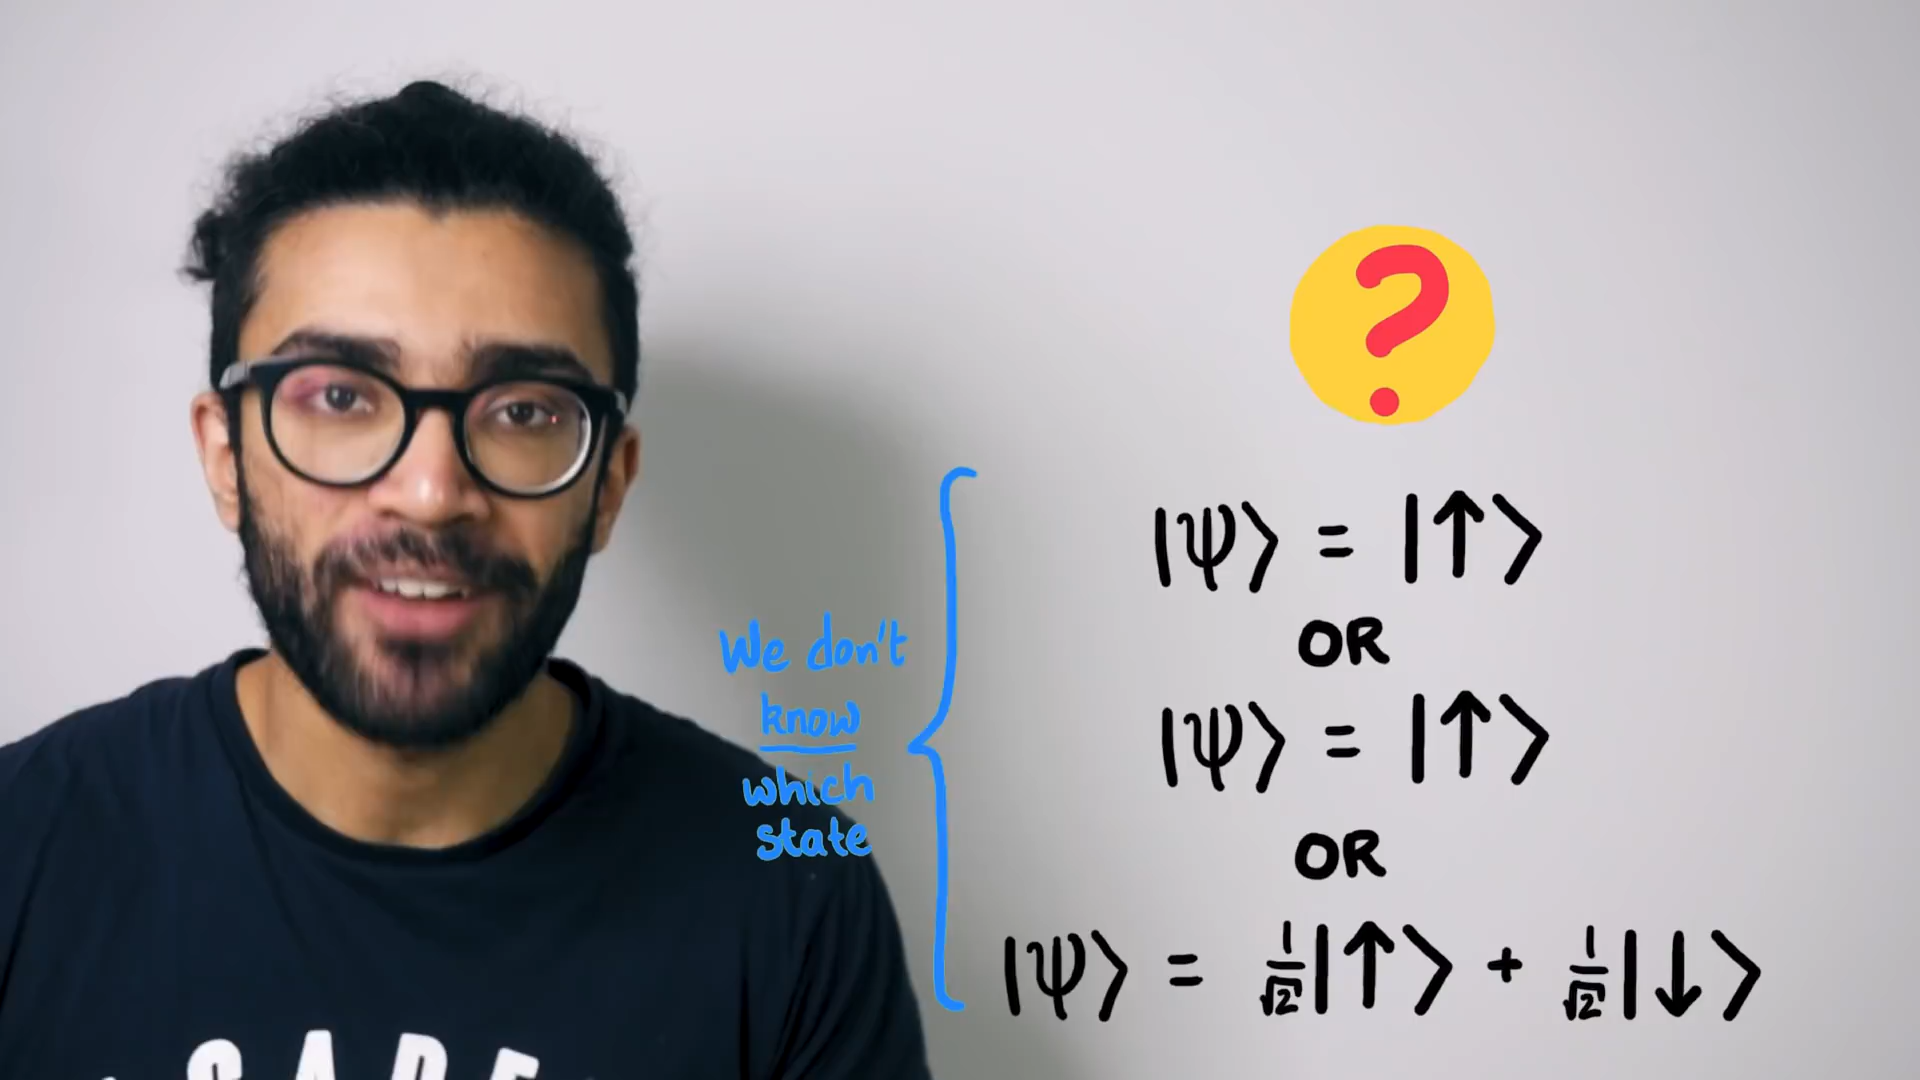 ?
|ψ⟩ = |↑⟩
OR
|ψ⟩ = |↑⟩
OR
|ψ⟩ = 1/√2 |↑⟩ + 1/√2 |↓⟩
We don't
know
which
state